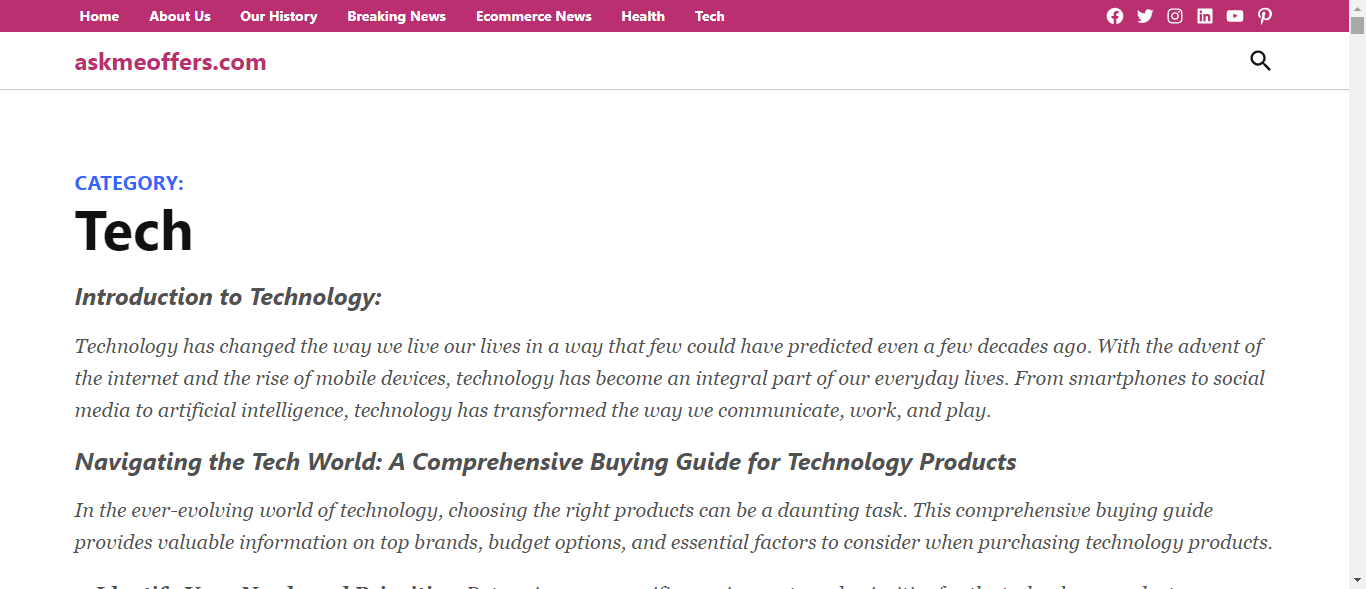 Home About Us Our History Breaking News Ecommerce News Health Tech
askmeoffers.com
CATEGORY:
Tech
Introduction to Technology:
Technology has changed the way we live our lives in a way that few could have predicted even a few decades ago. With the advent of
the internet and the rise of mobile devices, technology has become an integral part of our everyday lives. From smartphones to social
media to artificial intelligence, technology has transformed the way we communicate, work, and play.
Navigating the Tech World: A Comprehensive Buying Guide for Technology Products
In the ever-evolving world of technology, choosing the right products can be a daunting task. This comprehensive buying guide
provides valuable information on top brands, budget options, and essential factors to consider when purchasing technology products.